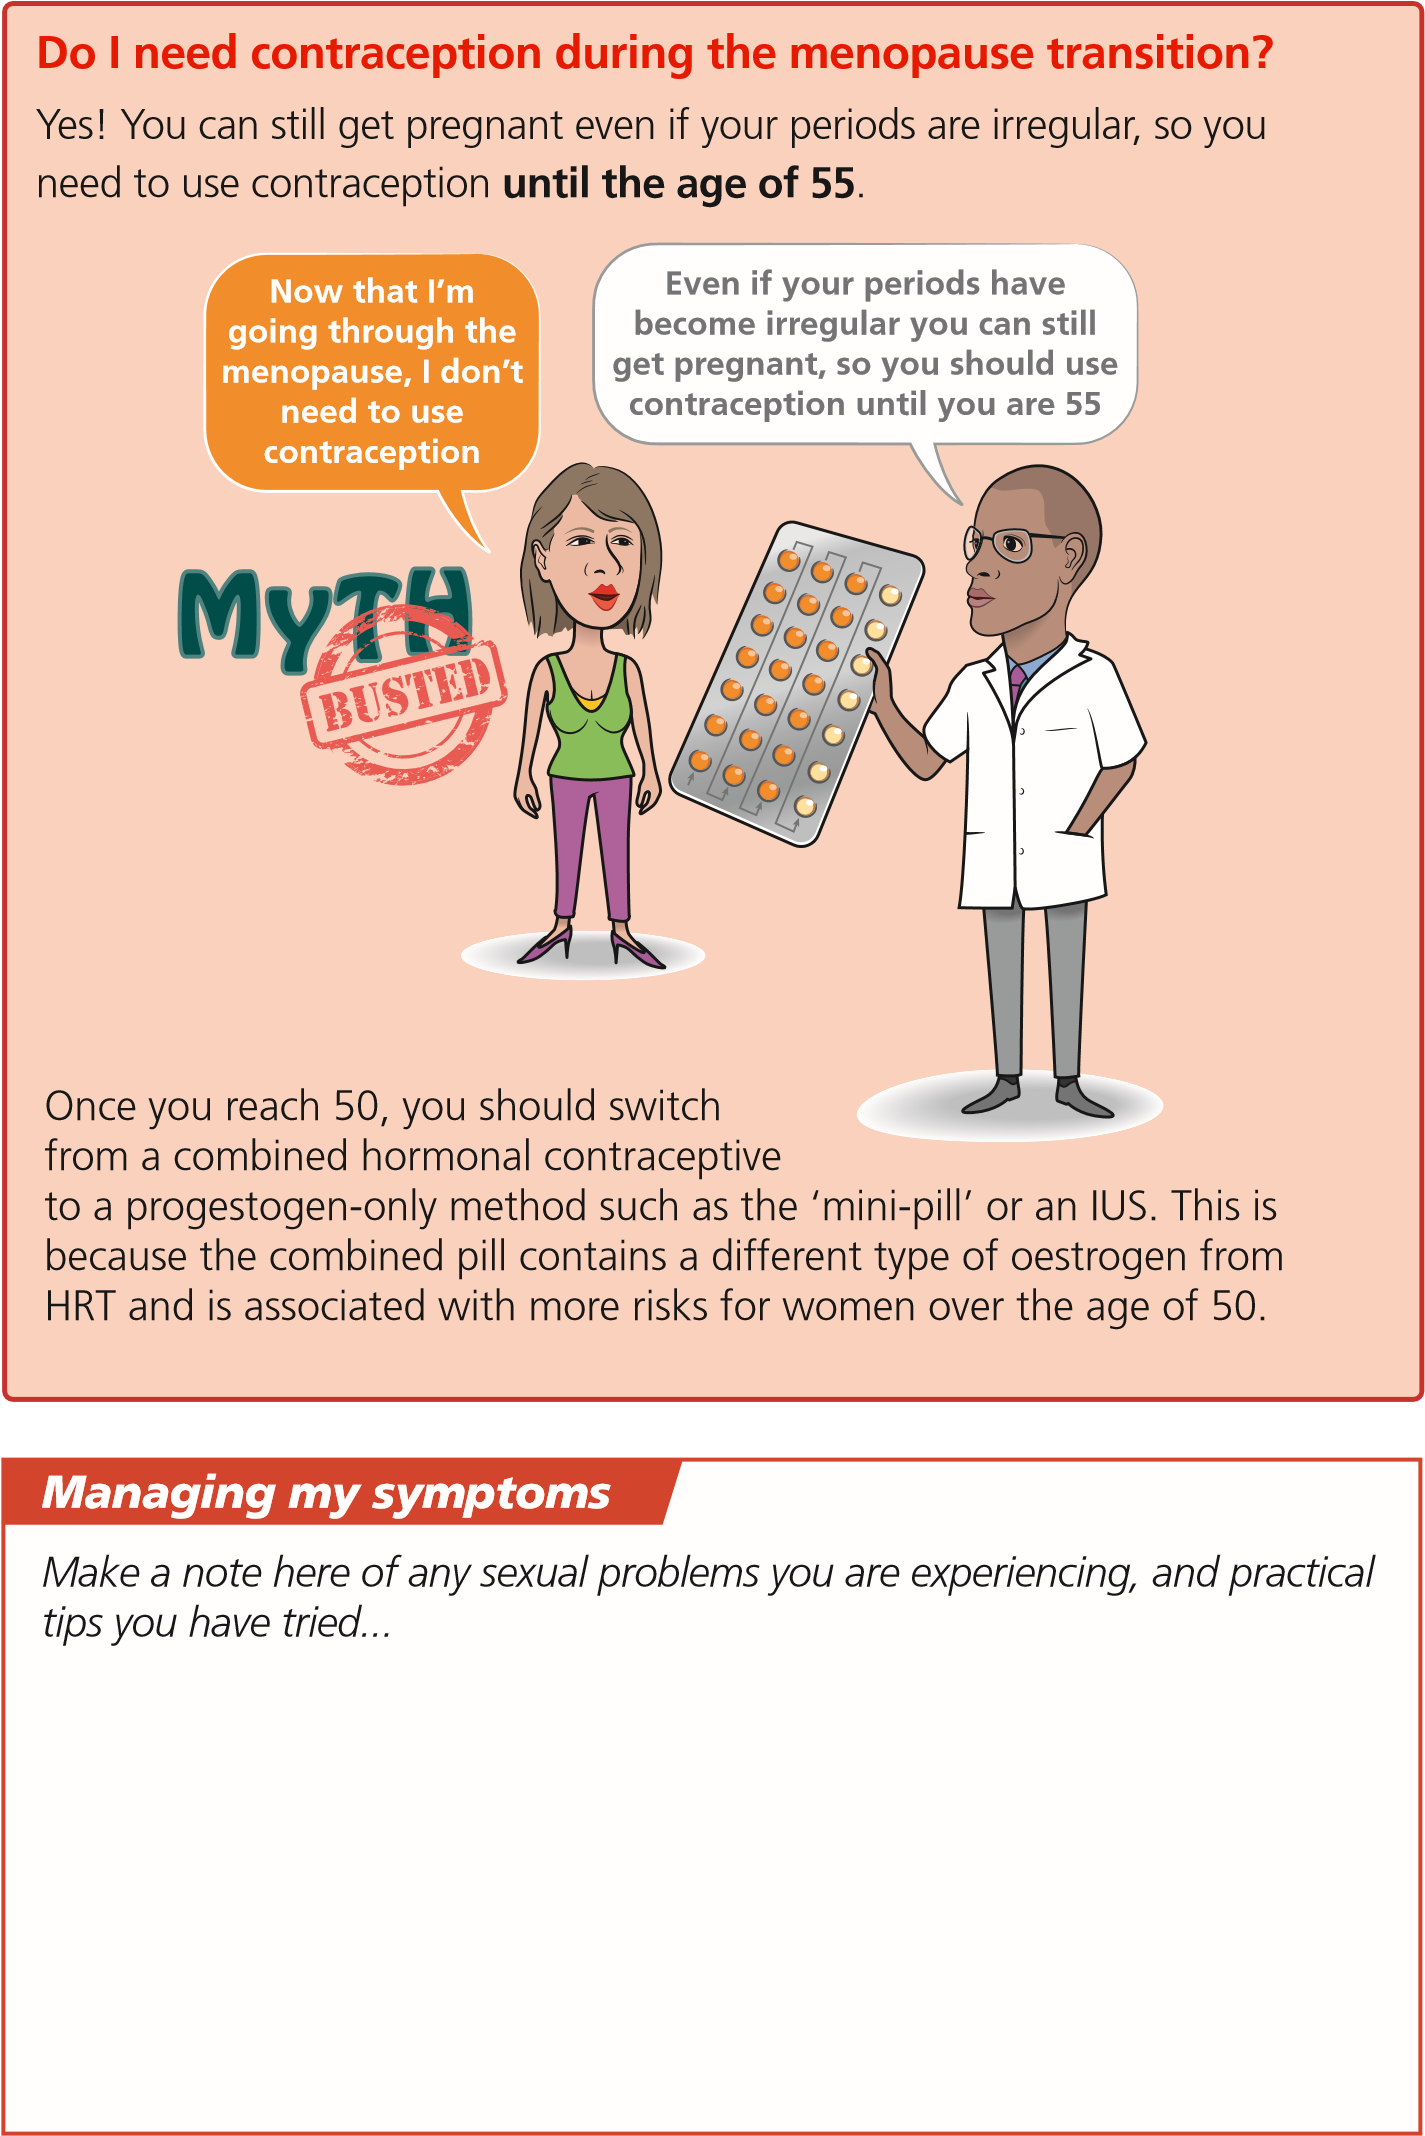 Do I need contraception during the menopause transition?
Yes! You can still get pregnant even if your periods are irregular, so you
need to use contraception until the age of 55.
Now that I’m
going through the
menopause, I don’t
need to use
contraception
Even if your periods have
become irregular you can still
get pregnant, so you should use
contraception until you are 55
MyTH
BUSTED
Once you reach 50, you should switch
from a combined hormonal contraceptive
to a progestogen-only method such as the ‘mini-pill’ or an IUS. This is
because the combined pill contains a different type of oestrogen from
HRT and is associated with more risks for women over the age of 50.
Managing my symptoms
Make a note here of any sexual problems you are experiencing, and practical
tips you have tried...